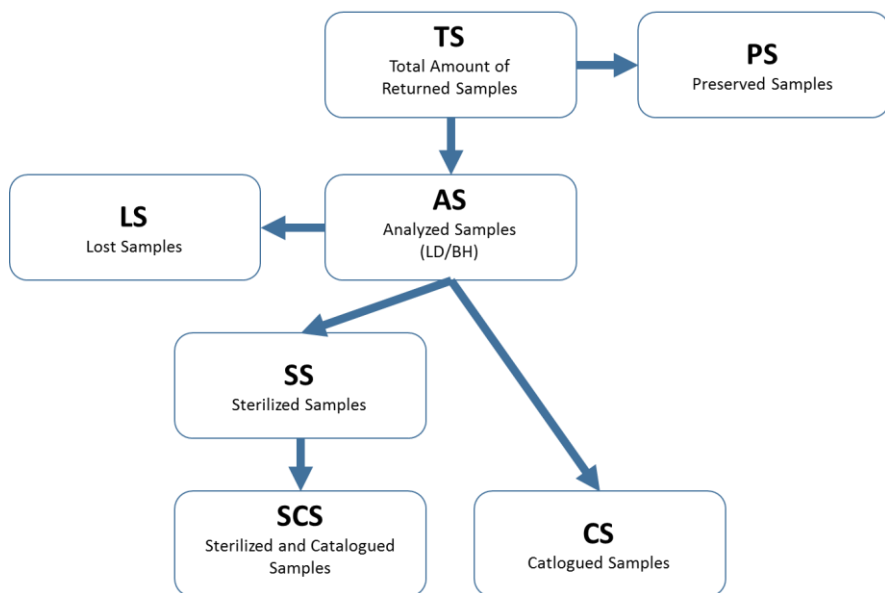 TS
Total Amount of
Returned Samples
PS
Preserved Samples
LS
Lost Samples
AS
Analyzed Samples
(LD/BH)
SS
Sterilized Samples
SCS
Sterilized and Catalogued
Samples
CS
Catlogued Samples